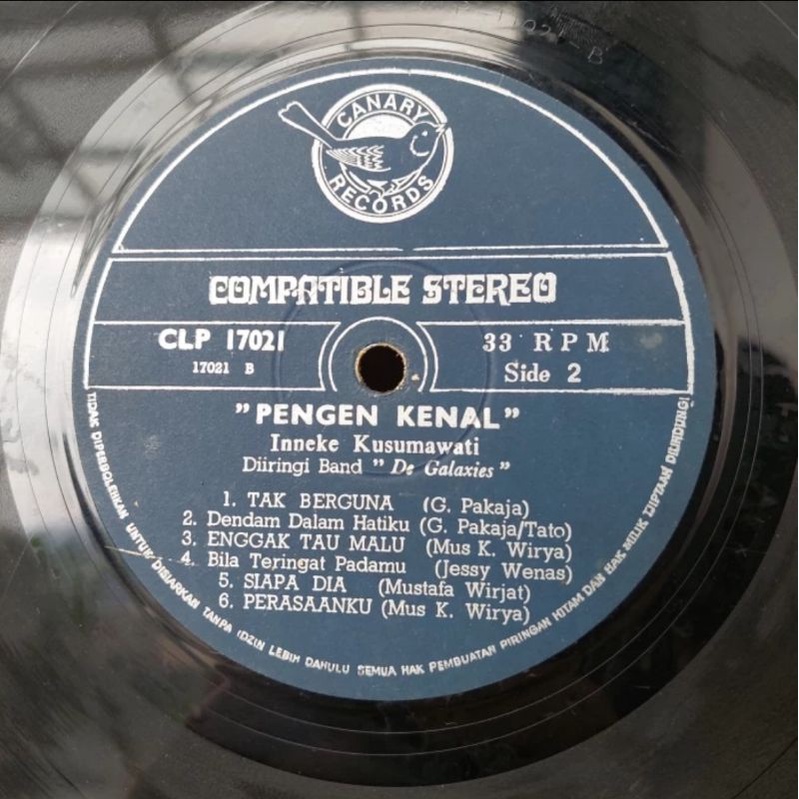 CANARY
RECORDS
COMPATIBLE STEREO
CLP 17021
17021 B
33 RPM
Side 2
"PENGEN KENAL"
Inneke Kusumawati
Diiringi Band "De Galaxies"
1. TAK BERGUNA (G. Pakaja)
2. Dendam Dalam Hatiku (G. Pakaja/Tato)
3. ENGGAK TAU MALU (Mus K. Wirya)
4. Bila Teringat Padamu (Jessy Wenas)
5. SIAPA DIA (Mustafa Wirjat)
6. PERASAANKU (Mus K. Wirya)
TIDAK DIPERBOLEHKAN UNTUK DISIARKAN TANPA IDZIN LEBIH DAHULU SEMUA HAK PEMBUATAN PIRINGAN HITAM DAN HAK MILIK TJIPTAAN DILINDUNGI